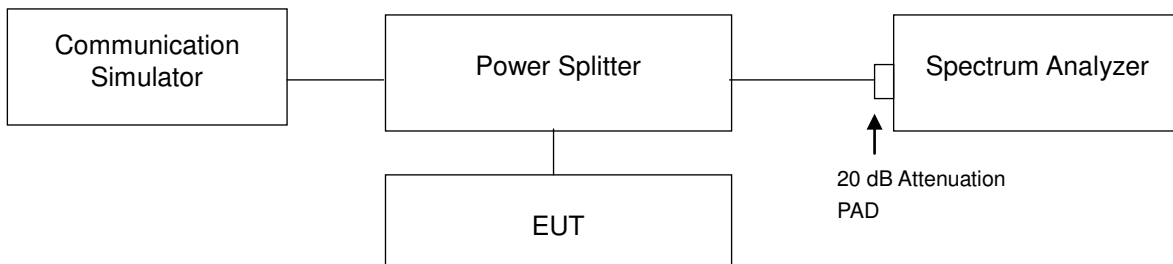 Communication
Simulator
Power Splitter
Spectrum Analyzer
20 dB Attenuation
PAD
EUT